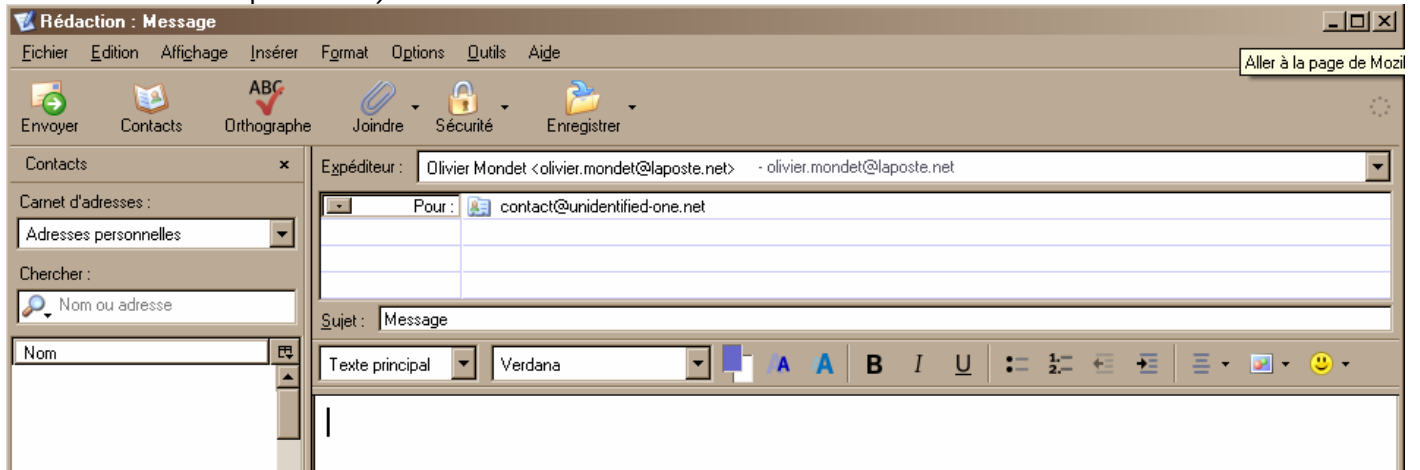 Rédaction : Message
Fichier Edition Affichage Insérer Format Options Outils Aide
Aller à la page de Mozil
ABC
Envoyer Contacts Orthographe Joindre Sécurité Enregistrer
Contacts
Expéditeur : Olivier Mondet <olivier.mondet@laposte.net> - olivier.mondet@laposte.net
Carnet d'adresses :
Pour : contact@unidentified-one.net
Adresses personnelles
Chercher :
Nom ou adresse
Sujet : Message
Nom
Texte principal Verdana A A B I U